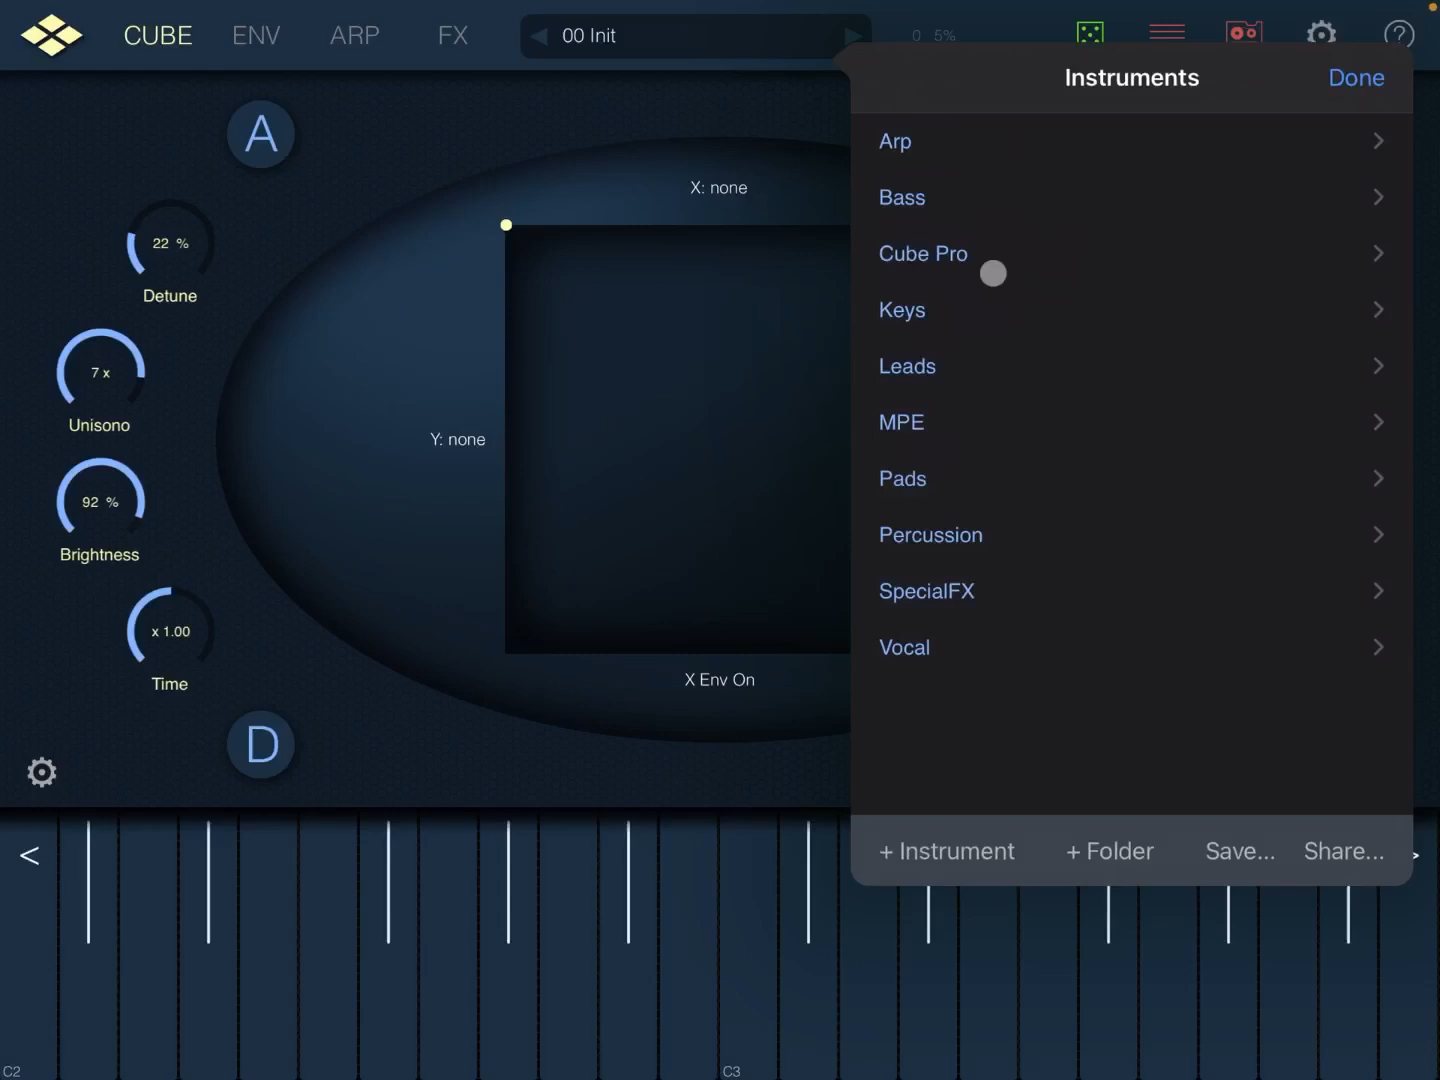 CUBE ENV ARP FX 00 Init 0 5% ?
Instruments Done
Arp
Bass
Cube Pro
Keys
Leads
MPE
Pads
Percussion
SpecialFX
Vocal
+ Instrument + Folder Save... Share...
A
22 %
Detune
7 x
Unisono
92 %
Brightness
x 1.00
Time
D
X: none
Y: none
X Env On
< >
C2 C3